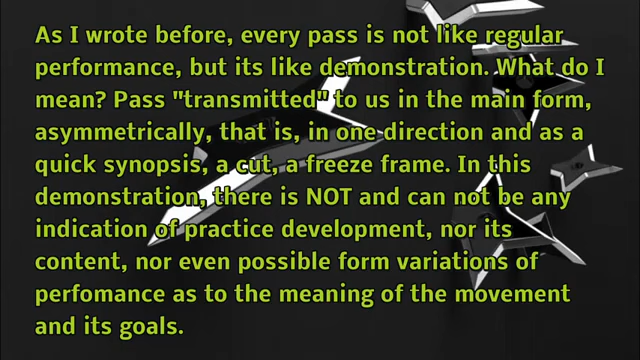 As I wrote before, every pass is not like regular
performance, but its like demonstration. What do I
mean? Pass "transmitted" to us in the main form,
asymmetrically, that is, in one direction and as a
quick synopsis, a cut, a freeze frame. In this
demonstration, there is NOT and can not be any
indication of practice development, nor its
content, nor even possible form variations of
perfomance as to the meaning of the movement
and its goals.